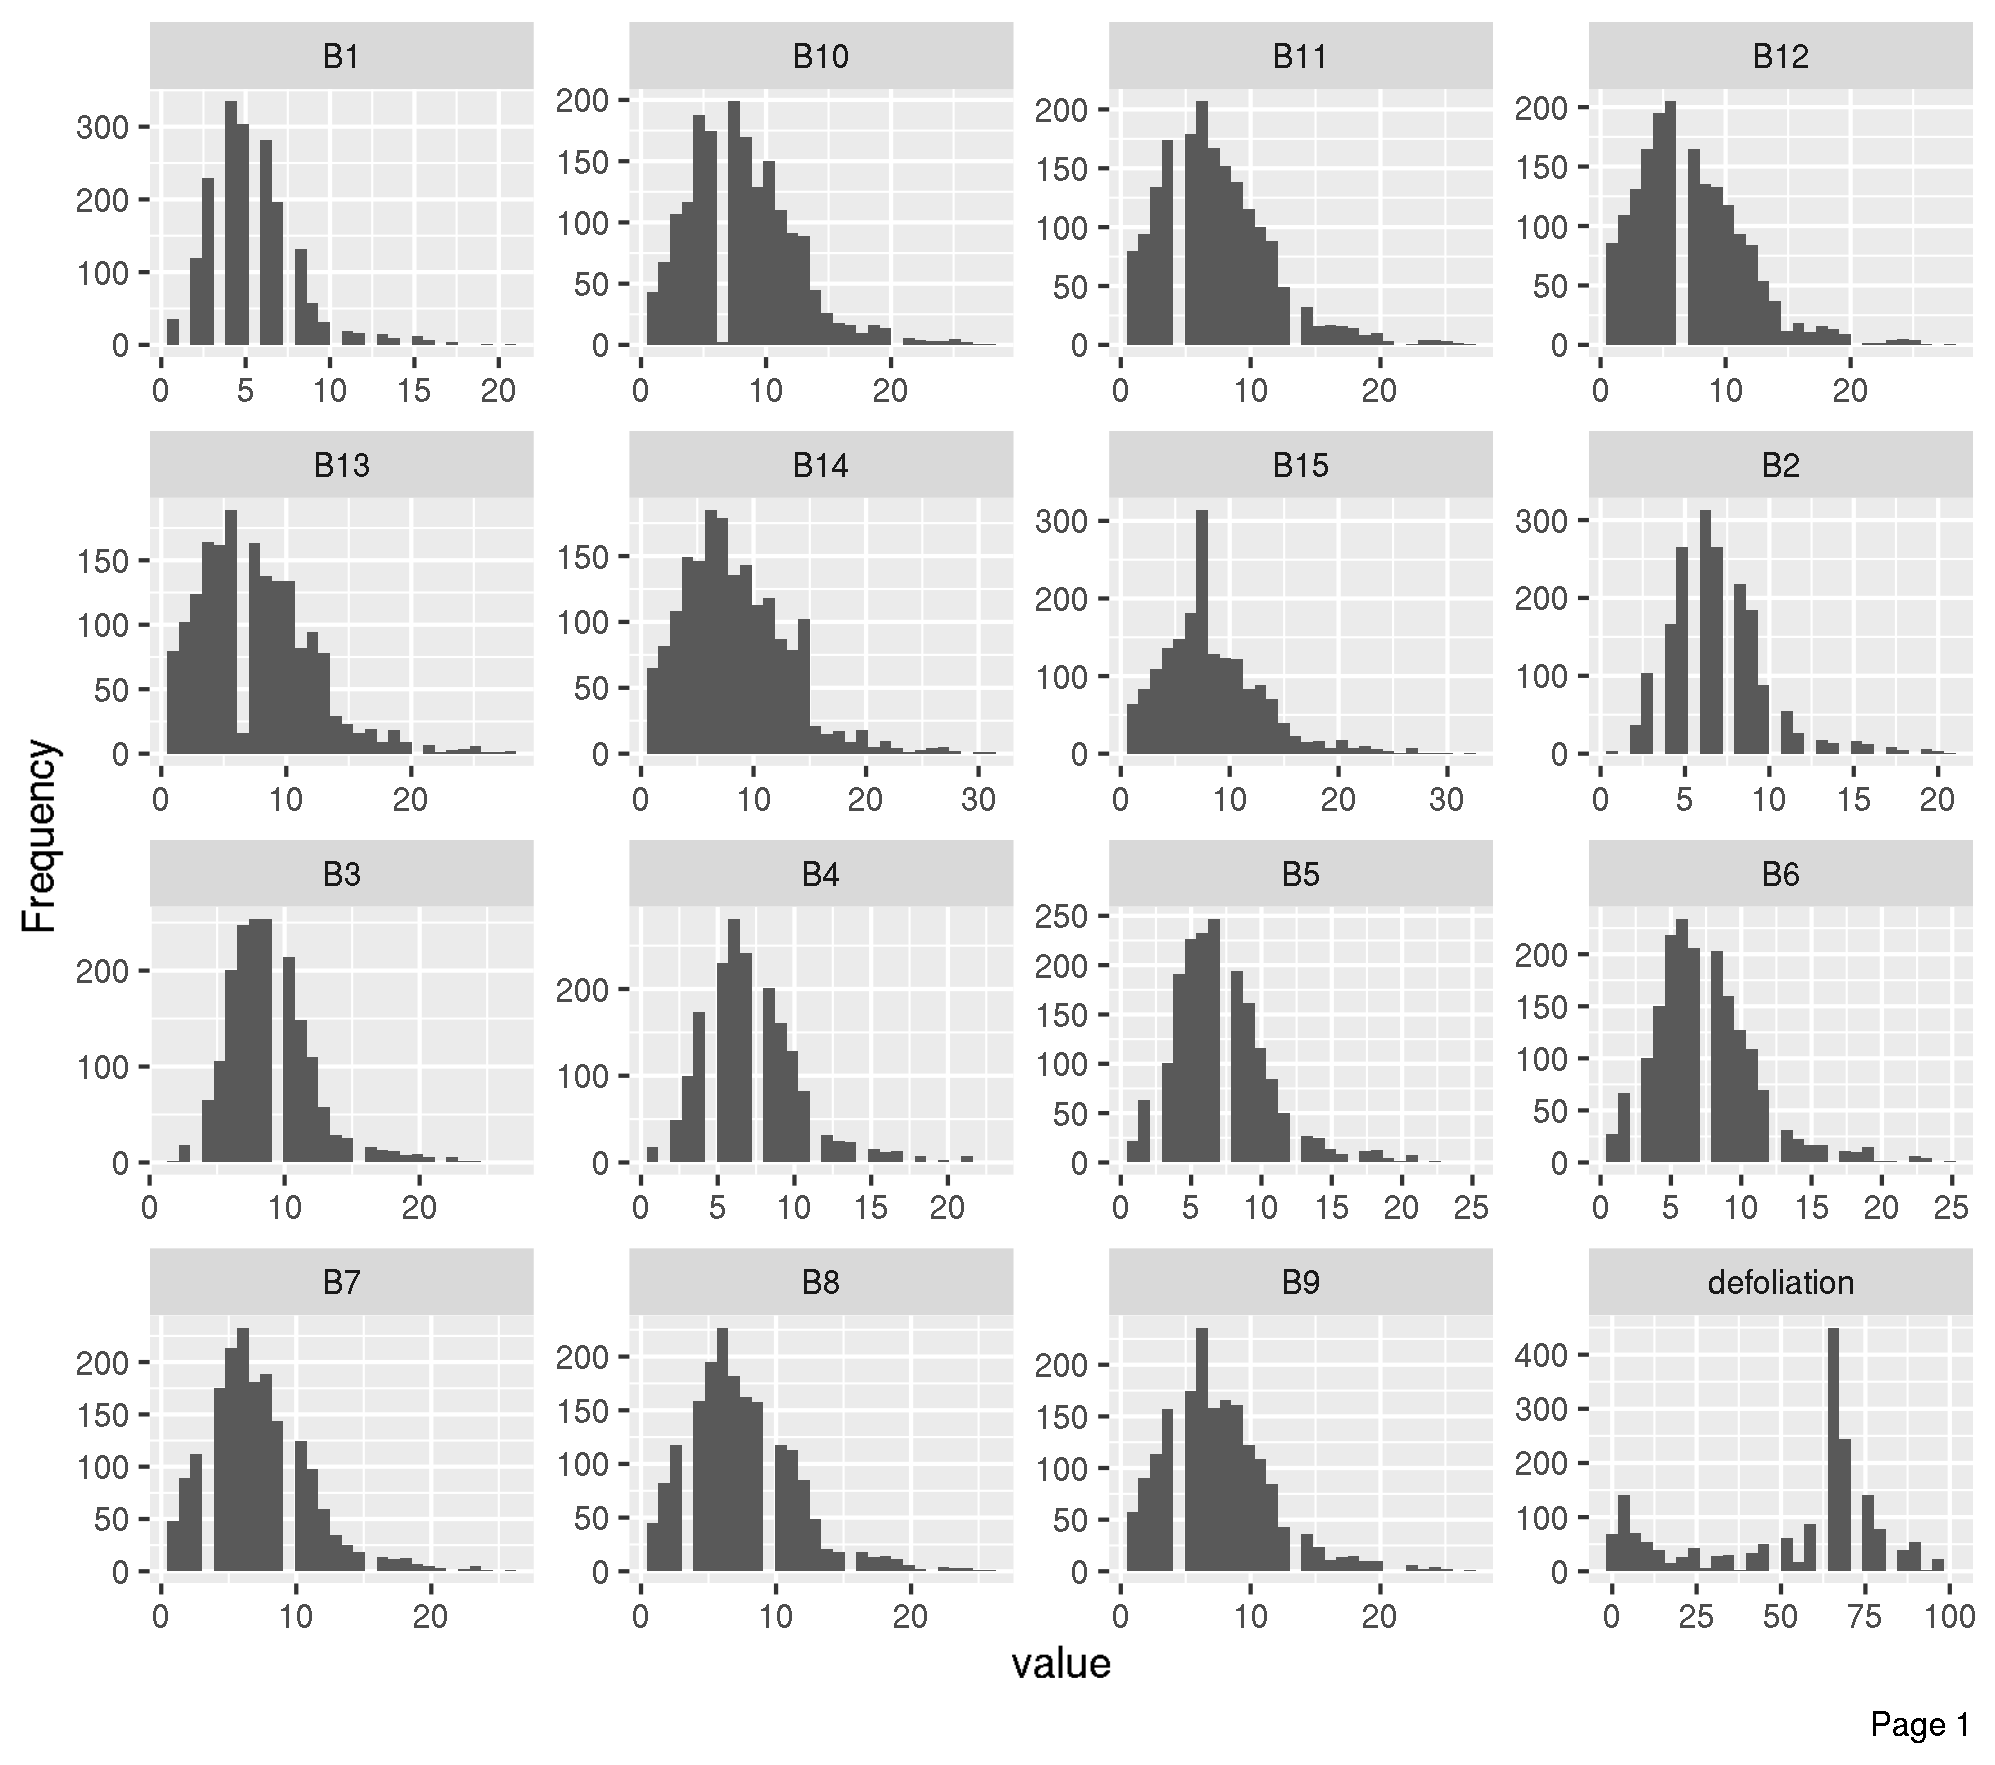 B1 B10 B11 B12
300 200 100 0
200 150 100 50 0
200 150 100 50 0
200 150 100 50 0
0 5 10 15 20
0 10 20
0 10 20
0 10 20
B13 B14 B15 B2
150 100 50 0
150 100 50 0
300 200 100 0
300 200 100 0
0 10 20
0 10 20 30
0 10 20 30
0 5 10 15 20
Frequency
B3 B4 B5 B6
200 100 0
200 100 0
250 200 150 100 50 0
200 150 100 50 0
0 10 20
0 5 10 15 20
0 5 10 15 20 25
0 5 10 15 20 25
B7 B8 B9 defoliation
200 150 100 50 0
200 150 100 50 0
200 150 100 50 0
400 300 200 100 0
0 10 20
0 10 20
0 10 20
0 25 50 75 100
value
Page 1